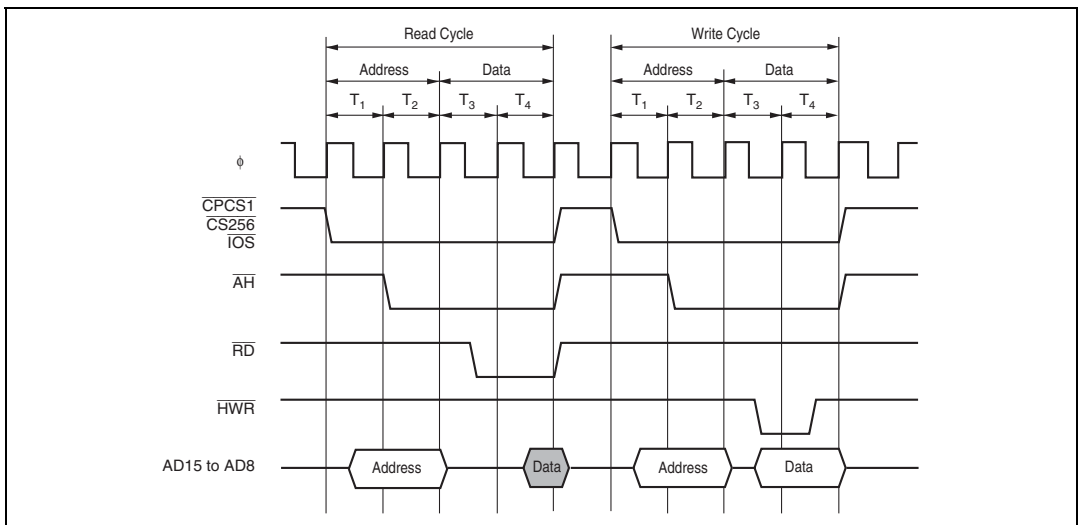 Read Cycle Write Cycle
Address Data Address Data
T1 T2 T3 T4 T1 T2 T3 T4
ϕ
CPCS1
CS256
IOS
AH
RD
HWR
AD15 to AD8 Address Data Address Data